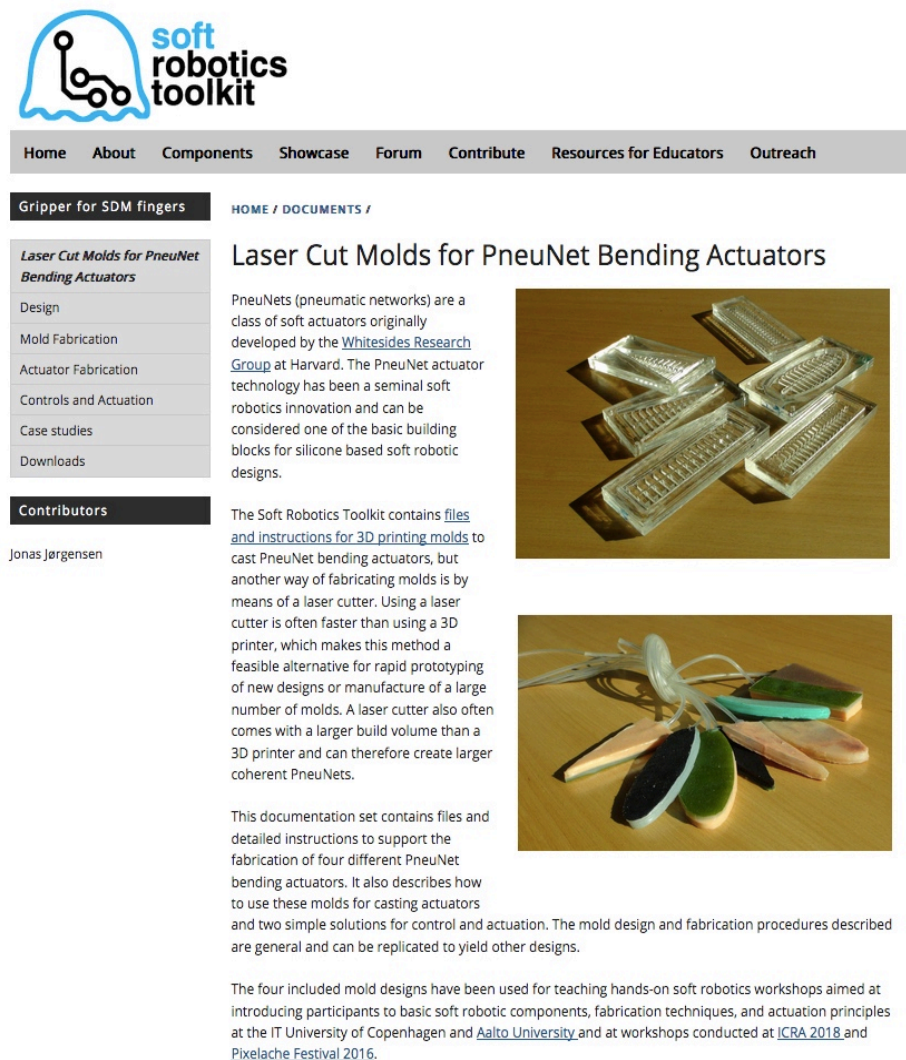 soft
robotics
toolkit
Home About Components Showcase Forum Contribute Resources for Educators Outreach
Gripper for SDM fingers
Laser Cut Molds for PneuNet
Bending Actuators
Design
Mold Fabrication
Actuator Fabrication
Controls and Actuation
Case studies
Downloads
Contributors
Jonas Jørgensen
HOME / DOCUMENTS /
Laser Cut Molds for PneuNet Bending Actuators
PneuNets (pneumatic networks) are a
class of soft actuators originally
developed by the Whitesides Research
Group at Harvard. The PneuNet actuator
technology has been a seminal soft
robotics innovation and can be
considered one of the basic building
blocks for silicone based soft robotic
designs.
The Soft Robotics Toolkit contains files
and instructions for 3D printing molds to
cast PneuNet bending actuators, but
another way of fabricating molds is by
means of a laser cutter. Using a laser
cutter is often faster than using a 3D
printer, which makes this method a
feasible alternative for rapid prototyping
of new designs or manufacture of a large
number of molds. A laser cutter also often
comes with a larger build volume than a
3D printer and can therefore create larger
coherent PneuNets.
This documentation set contains files and
detailed instructions to support the
fabrication of four different PneuNet
bending actuators. It also describes how
to use these molds for casting actuators
and two simple solutions for control and actuation. The mold design and fabrication procedures described
are general and can be replicated to yield other designs.
The four included mold designs have been used for teaching hands-on soft robotics workshops aimed at
introducing participants to basic soft robotic components, fabrication techniques, and actuation principles
at the IT University of Copenhagen and Aalto University and at workshops conducted at ICRA 2018 and
Pixelache Festival 2016.